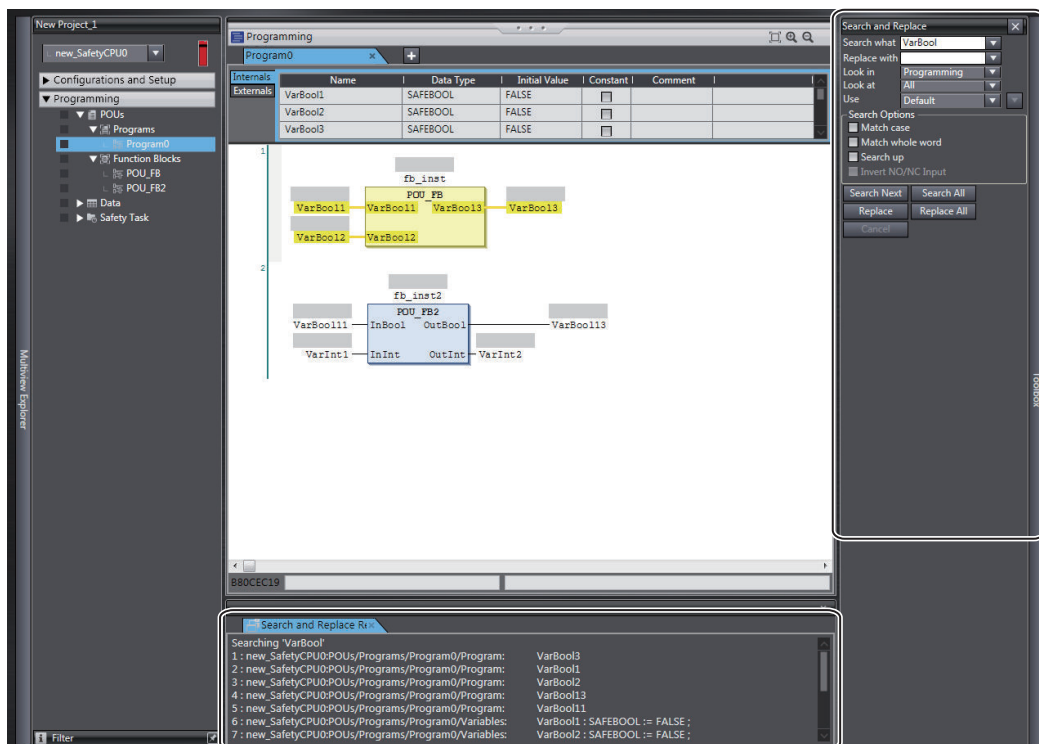 New_Project_1
new_SafetyCPU0
Configurations and Setup
Programming
POUs
Programs
Program0
Function Blocks
POU_FB
POU_FB2
Data
Safety Task
Multiview Explorer
Filter
Programming
Program0
Internals
Externals
Name Data Type Initial Value Constant Comment
VarBool1 SAFEBOOL FALSE
VarBool2 SAFEBOOL FALSE
VarBool3 SAFEBOOL FALSE
1
fb_inst
POU_FB
VarBool1 VarBool1 VarBool3 VarBool3
VarBool2 VarBool2
2
fb_inst2
POU_FB2
VarBool11 InBool OutBool VarBool13
VarInt1 InInt OutInt VarInt2
B80CEC19
Search and Replace Re
Searching 'VarBool'
1 : new_SafetyCPU0:POUs/Programs/Program0/Program: VarBool3
2 : new_SafetyCPU0:POUs/Programs/Program0/Program: VarBool1
3 : new_SafetyCPU0:POUs/Programs/Program0/Program: VarBool2
4 : new_SafetyCPU0:POUs/Programs/Program0/Program: VarBool13
5 : new_SafetyCPU0:POUs/Programs/Program0/Program: VarBool11
6 : new_SafetyCPU0:POUs/Programs/Program0/Variables: VarBool1 : SAFEBOOL := FALSE ;
7 : new_SafetyCPU0:POUs/Programs/Program0/Variables: VarBool2 : SAFEBOOL := FALSE ;
Search and Replace
Search what VarBool
Replace with
Look in Programming
Look at All
Use Default
Search Options
Match case
Match whole word
Search up
Invert NO/NC Input
Search Next Search All
Replace Replace All
Cancel
Toolbox